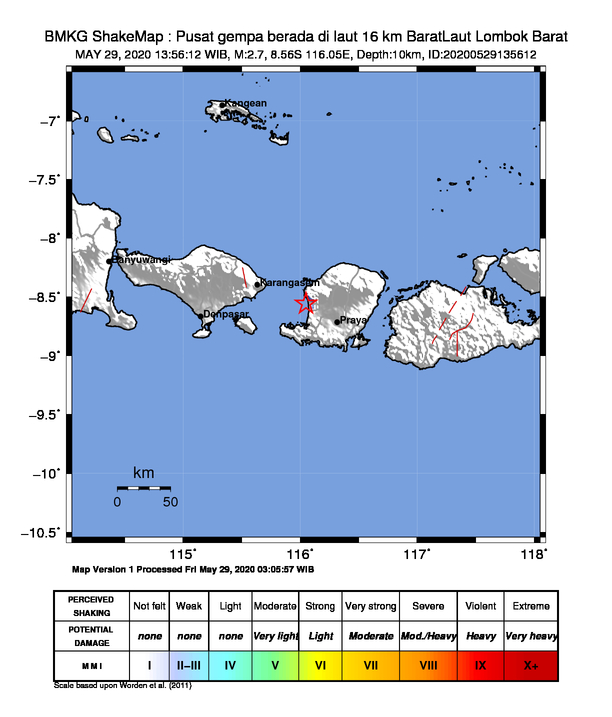 BMKG ShakeMap : Pusat gempa berada di laut 16 km BaratLaut Lombok Barat
MAY 29, 2020 13:56:12 WIB, M:2.7, 8.56S 116.05E, Depth:10km, ID:20200529135612
Kangean
-7°
-7.5°
-8°
Banyuwangi
Karangasem
-8.5°
Denpasar
Praya
-9°
-9.5°
-10°
km
0 50
-10.5°
115° 116° 117° 118°
Map Version 1 Processed Fri May 29, 2020 03:05:57 WIB
PERCEIVED SHAKING Not felt Weak Light Moderate Strong Very strong Severe Violent Extreme
POTENTIAL DAMAGE none none none Very light Light Moderate Mod./Heavy Heavy Very heavy
MMI I II-III IV V VI VII VIII IX X+
Scale based upon Worden et al. (2011)